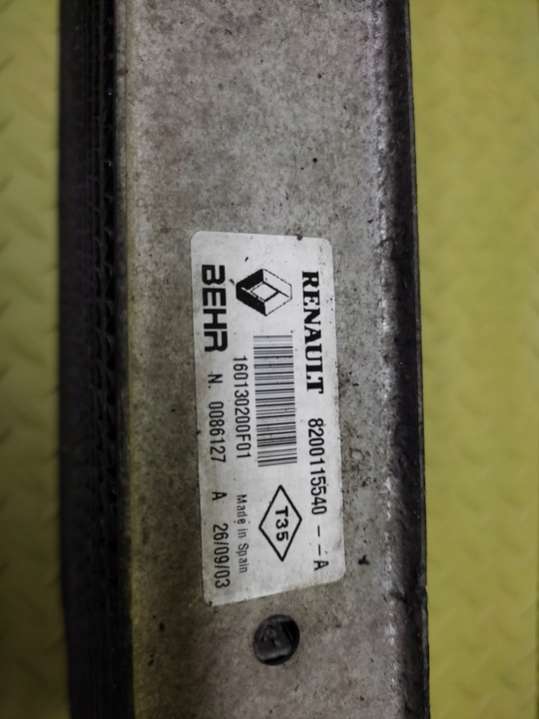 RENAULT 8200115540--A
160130200F01
T35
BEHR N. 0086127 A 26/09/03
Made in Spain